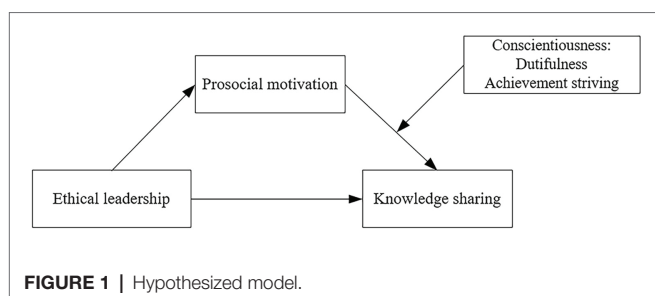 Conscientiousness:
Dutifulness
Achievement striving
Prosocial motivation
Ethical leadership
Knowledge sharing
FIGURE 1 | Hypothesized model.